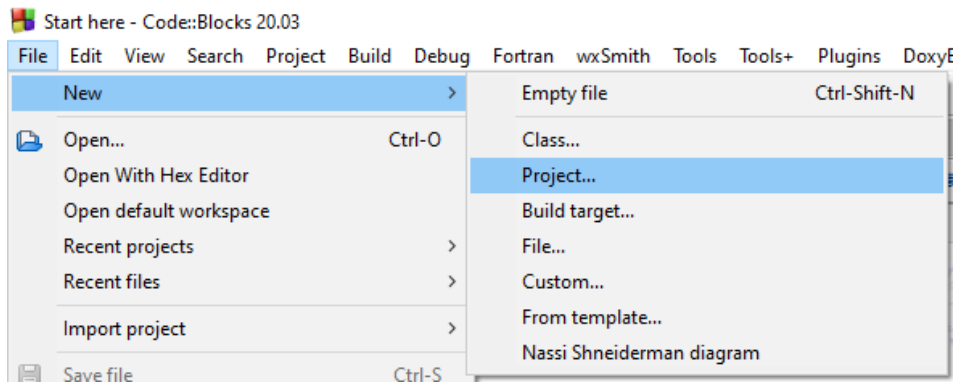 Start here - Code::Blocks 20.03
File Edit View Search Project Build Debug Fortran wxSmith Tools Tools+ Plugins
New
Open... Ctrl-O
Open With Hex Editor
Open default workspace
Recent projects
Recent files
Import project
Save file Ctrl-S
Empty file Ctrl-Shift-N
Class...
Project...
Build target...
File...
Custom...
From template...
Nassi Shneiderman diagram